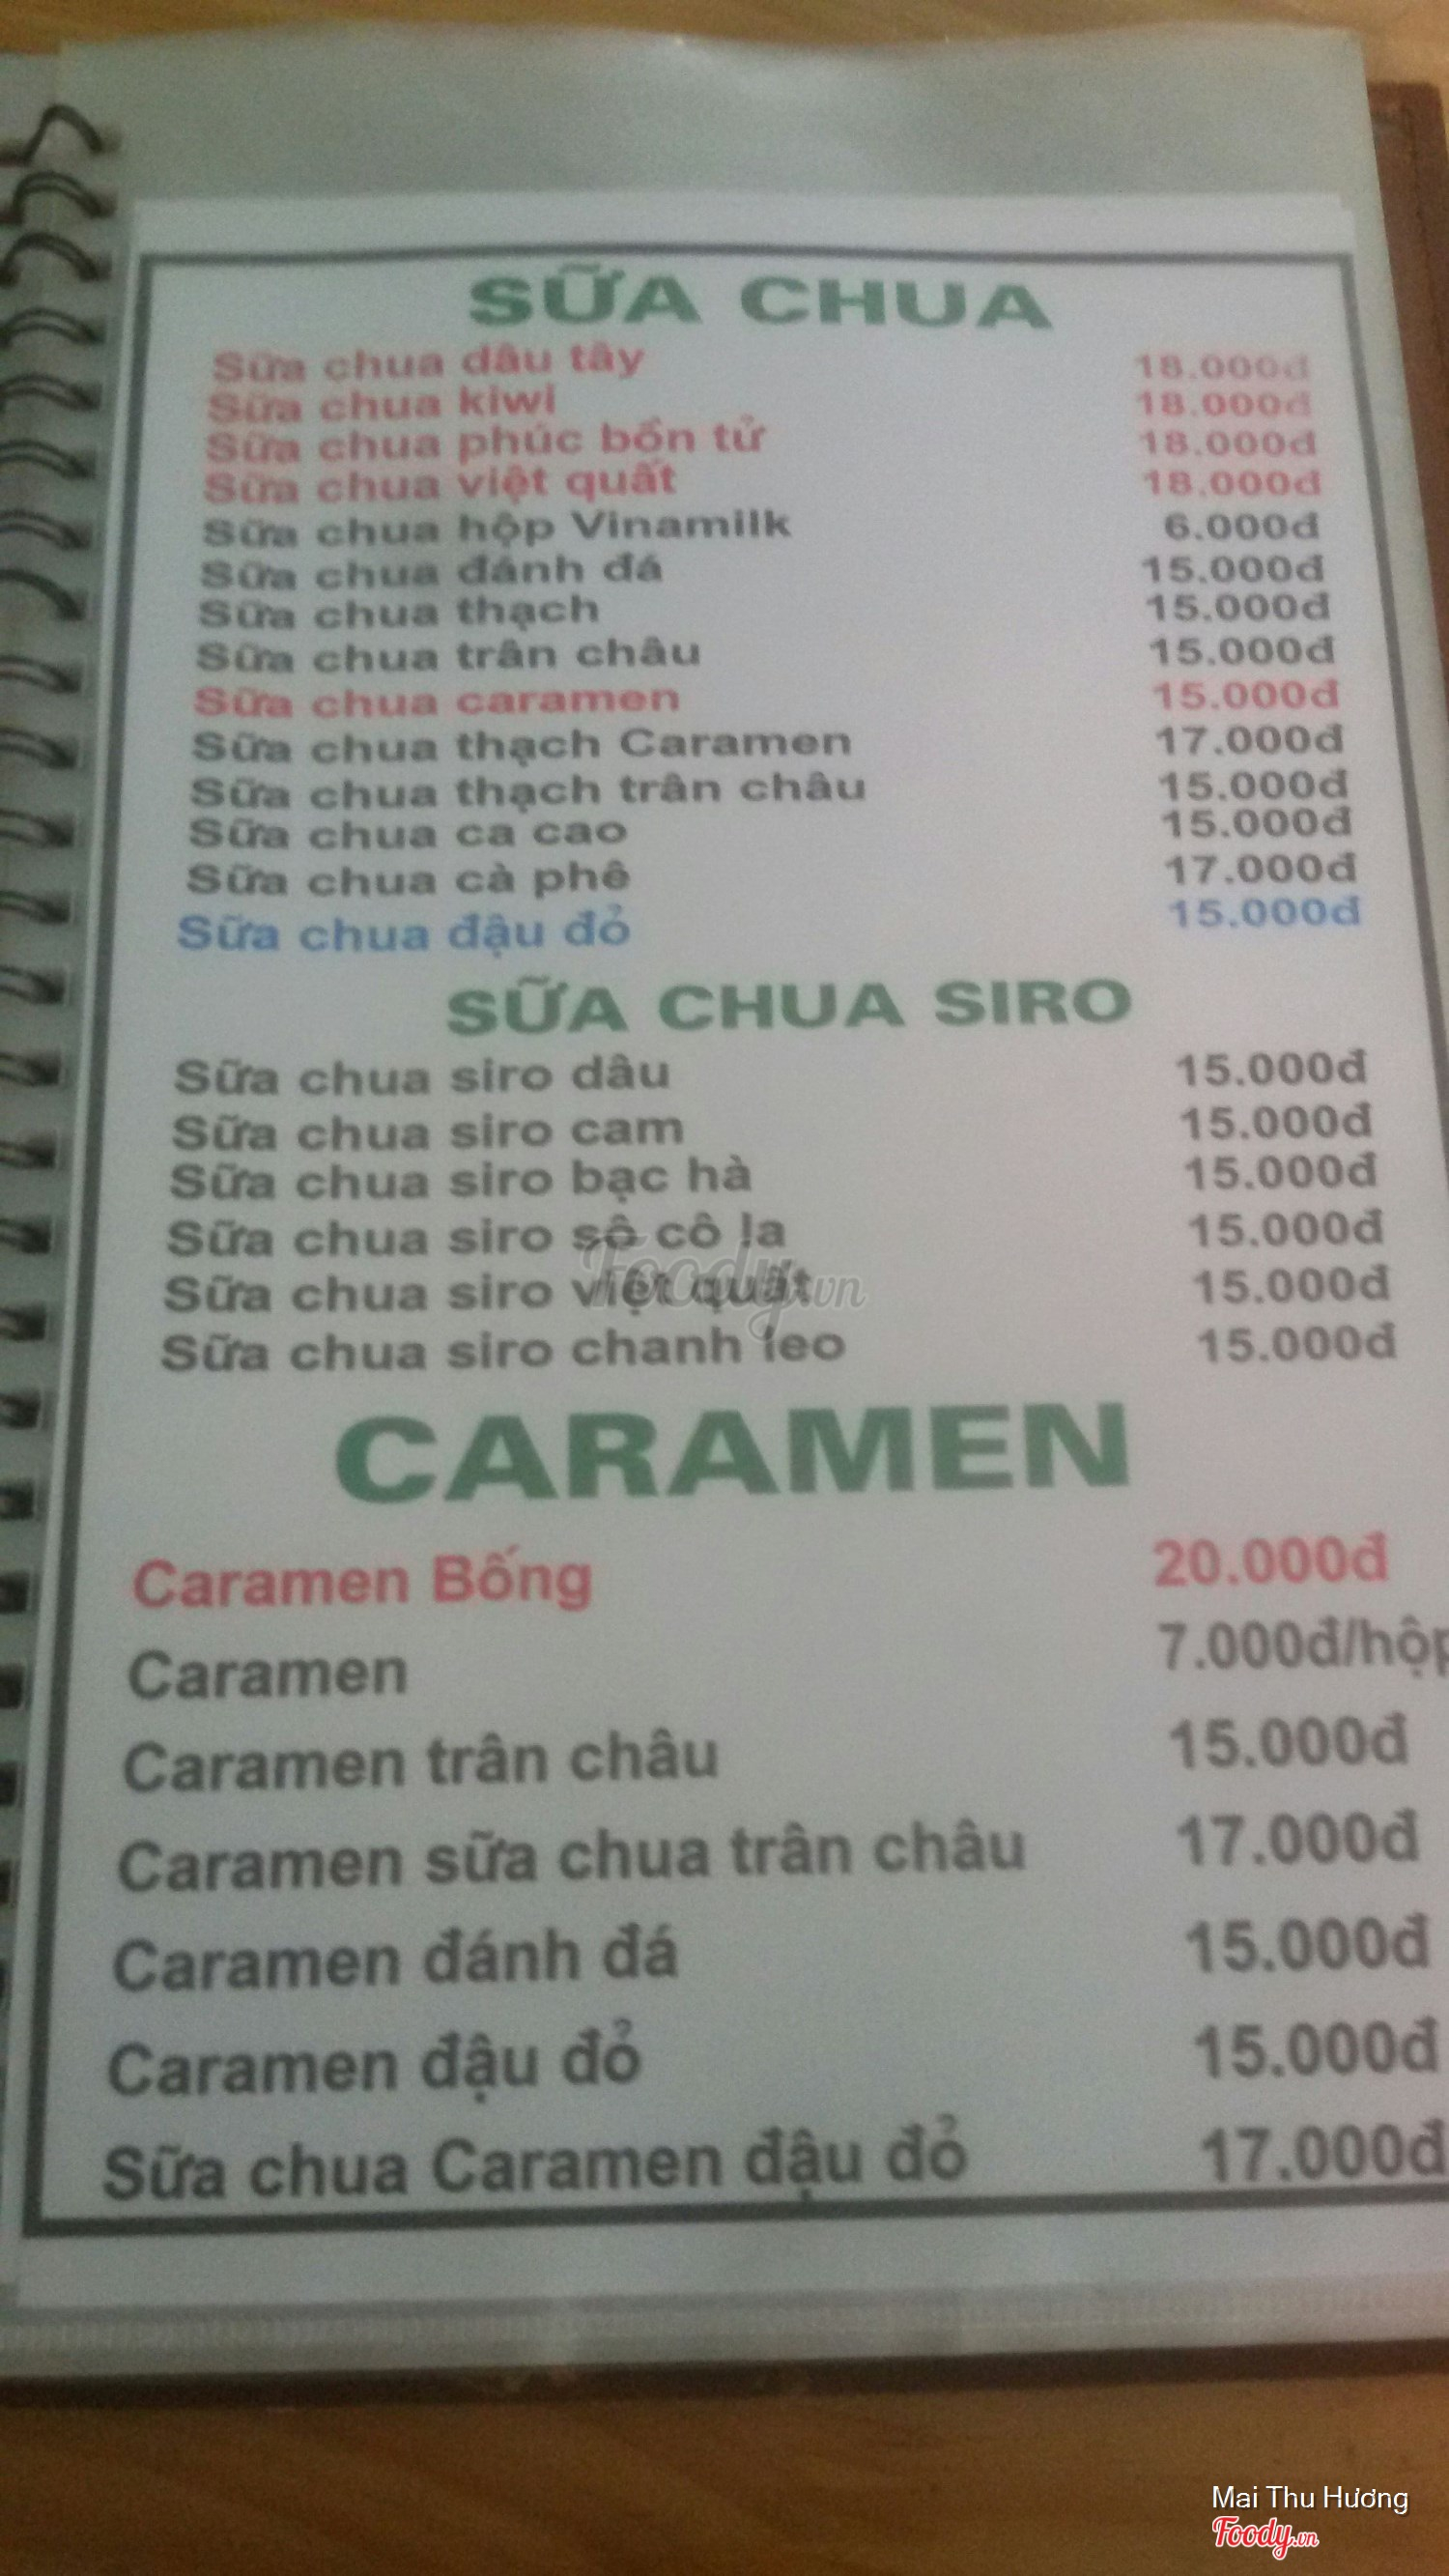 SỮA CHUA
Sữa chua dâu tây 18.000đ
Sữa chua kiwi 18.000đ
Sữa chua phúc bồn tử 18.000đ
Sữa chua việt quất 18.000đ
Sữa chua hộp Vinamilk 6.000đ
Sữa chua đánh đá 15.000đ
Sữa chua thạch 15.000đ
Sữa chua trân châu 15.000đ
Sữa chua caramen 15.000đ
Sữa chua thạch Caramen 17.000đ
Sữa chua thạch trân châu 15.000đ
Sữa chua ca cao 15.000đ
Sữa chua cà phê 17.000đ
Sữa chua đậu đỏ 15.000đ
SỮA CHUA SIRO
Sữa chua siro dâu 15.000đ
Sữa chua siro cam 15.000đ
Sữa chua siro bạc hà 15.000đ
Sữa chua siro sô cô la 15.000đ
Sữa chua siro việt quất 15.000đ
Sữa chua siro chanh leo 15.000đ
Foody.vn
CARAMEN
Caramen Bống 20.000đ
Caramen 7.000đ/hộp
Caramen trân châu 15.000đ
Caramen sữa chua trân châu 17.000đ
Caramen đánh đá 15.000đ
Caramen đậu đỏ 15.000đ
Sữa chua Caramen đậu đỏ 17.000đ
Mai Thu Hương
Foody.vn